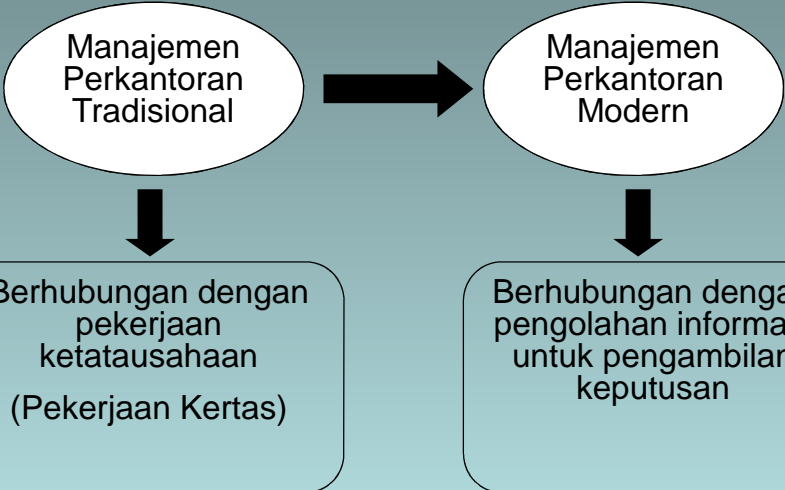 Manajemen
Perkantoran
Tradisional
Manajemen
Perkantoran
Modern
Berhubungan dengan
pekerjaan
ketatausahaan
(Pekerjaan Kertas)
Berhubungan denga
pengolahan informa
untuk pengambilan
keputusan